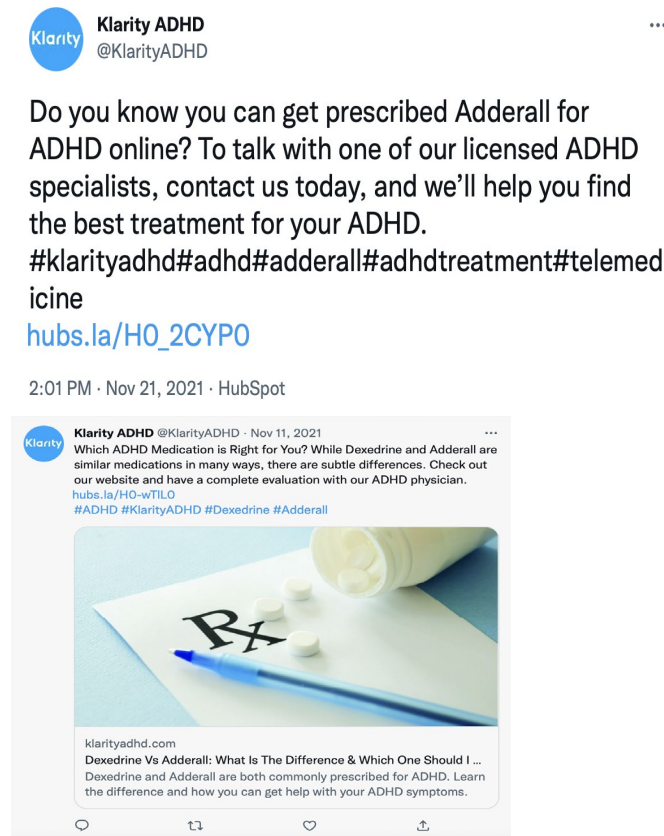 Klarity
Klarity ADHD
@KlarityADHD
Do you know you can get prescribed Adderall for
ADHD online? To talk with one of our licensed ADHD
specialists, contact us today, and we’ll help you find
the best treatment for your ADHD.
#klarityadhd#adhd#adderall#adhdtreatment#telemed
icine
hubs.la/H0_2CYP0
2:01 PM · Nov 21, 2021 · HubSpot
Klarity
Klarity ADHD @KlarityADHD · Nov 11, 2021
Which ADHD Medication is Right for You? While Dexedrine and Adderall are
similar medications in many ways, there are subtle differences. Check out
our website and have a complete evaluation with our ADHD physician.
hubs.la/H0-wTlL0
#ADHD #KlarityADHD #Dexedrine #Adderall
Rx
klarityadhd.com
Dexedrine Vs Adderall: What Is The Difference & Which One Should I ...
Dexedrine and Adderall are both commonly prescribed for ADHD. Learn
the difference and how you can get help with your ADHD symptoms.